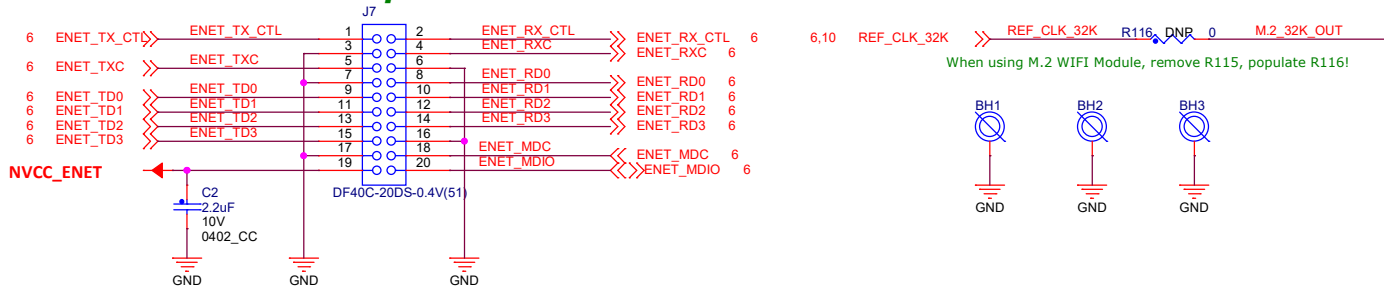 J7
6 ENET_TX_CTL ENET_TX_CTL 1 2 ENET_RX_CTL ENET_RX_CTL 6
3 4 ENET_RXC ENET_RXC 6
6 ENET_TXC ENET_TXC 5 6
7 8 ENET_RD0 ENET_RD0 6
6 ENET_TD0 ENET_TD0 9 10 ENET_RD1 ENET_RD1 6
6 ENET_TD1 ENET_TD1 11 12 ENET_RD2 ENET_RD2 6
6 ENET_TD2 ENET_TD2 13 14 ENET_RD3 ENET_RD3 6
6 ENET_TD3 ENET_TD3 15 16
17 18 ENET_MDC ENET_MDC 6
NVCC_ENET 19 20 ENET_MDIO ENET_MDIO 6
DF40C-20DS-0.4V(51)
C2
2.2uF
10V
0402_CC
GND GND GND
6,10 REF_CLK_32K REF_CLK_32K R116 DNP 0 M.2_32K_OUT
When using M.2 WIFI Module, remove R115, populate R116!
BH1 BH2 BH3
GND GND GND